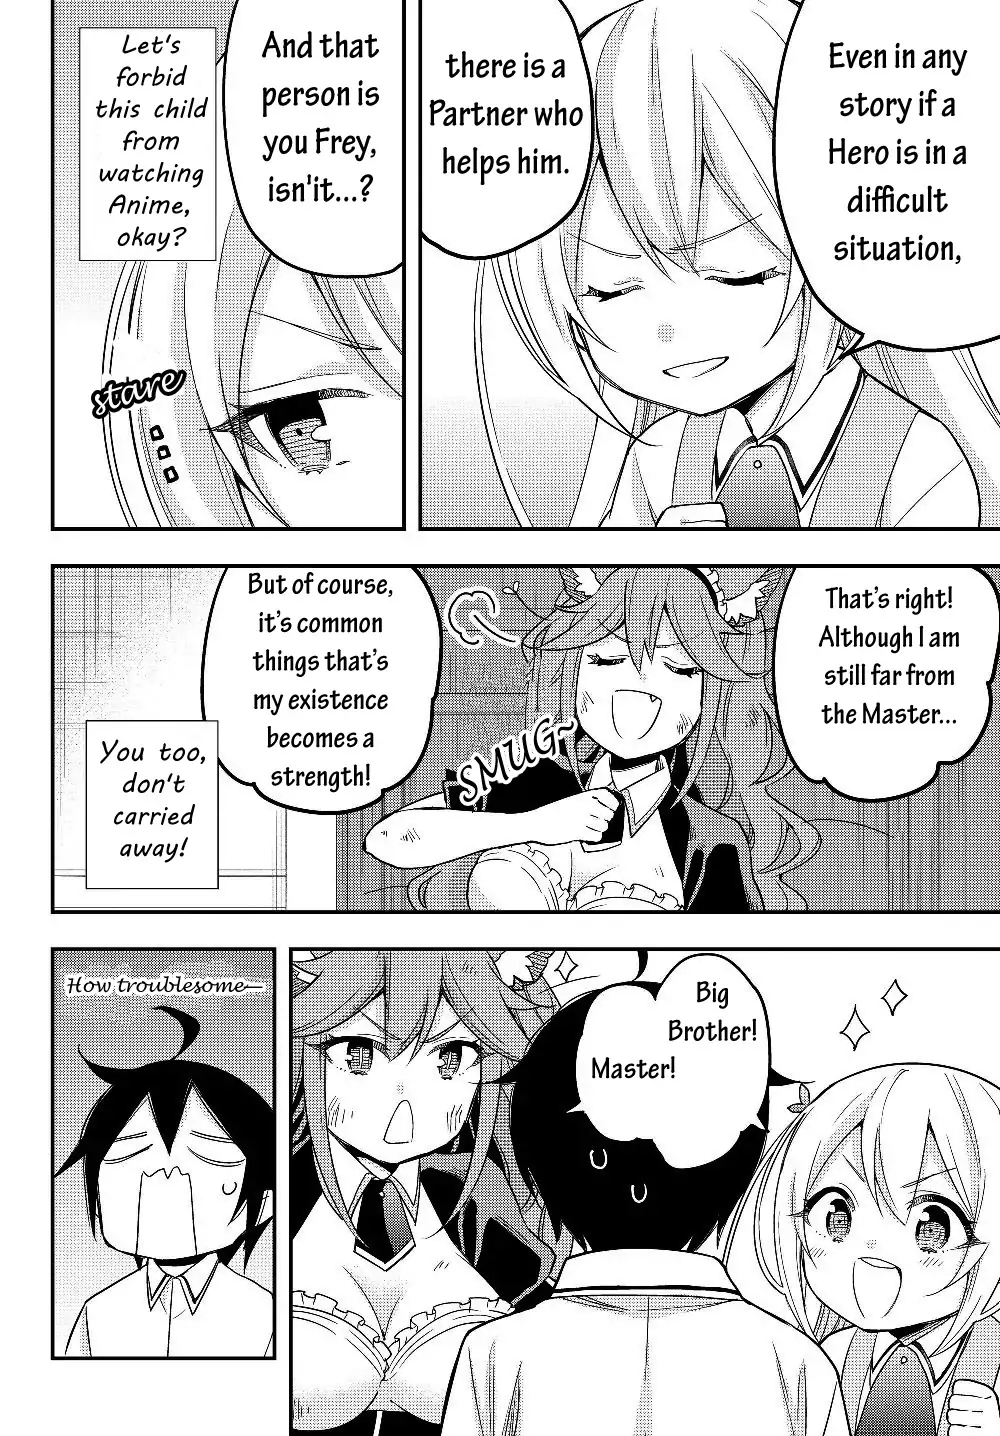 Even in any
story if a
Hero is in a
difficult
situation,
there is a
Partner who
helps him.
And that
person is
you Frey,
isn'it...?
Let's
forbid
this child
from
watching
Anime,
okay?
stare
...
That's right!
Although I am
still far from
the Master...
SMUG~
But of course,
it's common
things that's
my existence
becomes a
strength!
You too,
don't
carried
away!
Big
Brother!
Master!
How troublesome—